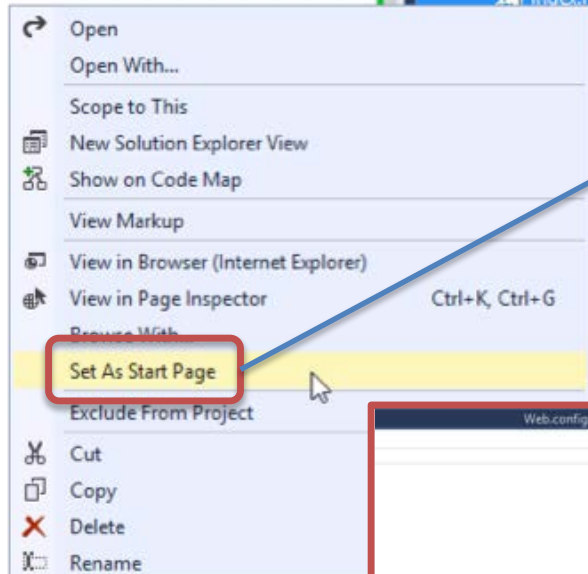 Open
Open With...
Scope to This
New Solution Explorer View
Show on Code Map
View Markup
View in Browser (Internet Explorer)
View in Page Inspector Ctrl+K, Ctrl+G
Browse With...
Set As Start Page
Exclude From Project
Web.config
Cut
Copy
Delete
Rename